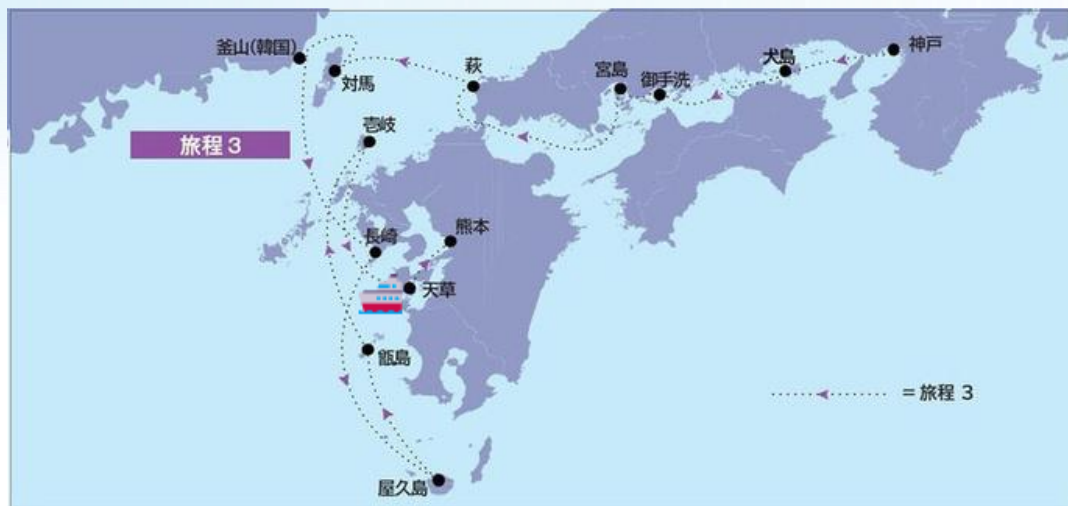 釜山(韓国)
対馬
萩
宮島
御手洗
犬島
神戸
壱岐
旅程 3
長崎
熊本
天草
甑島
= 旅程 3
屋久島